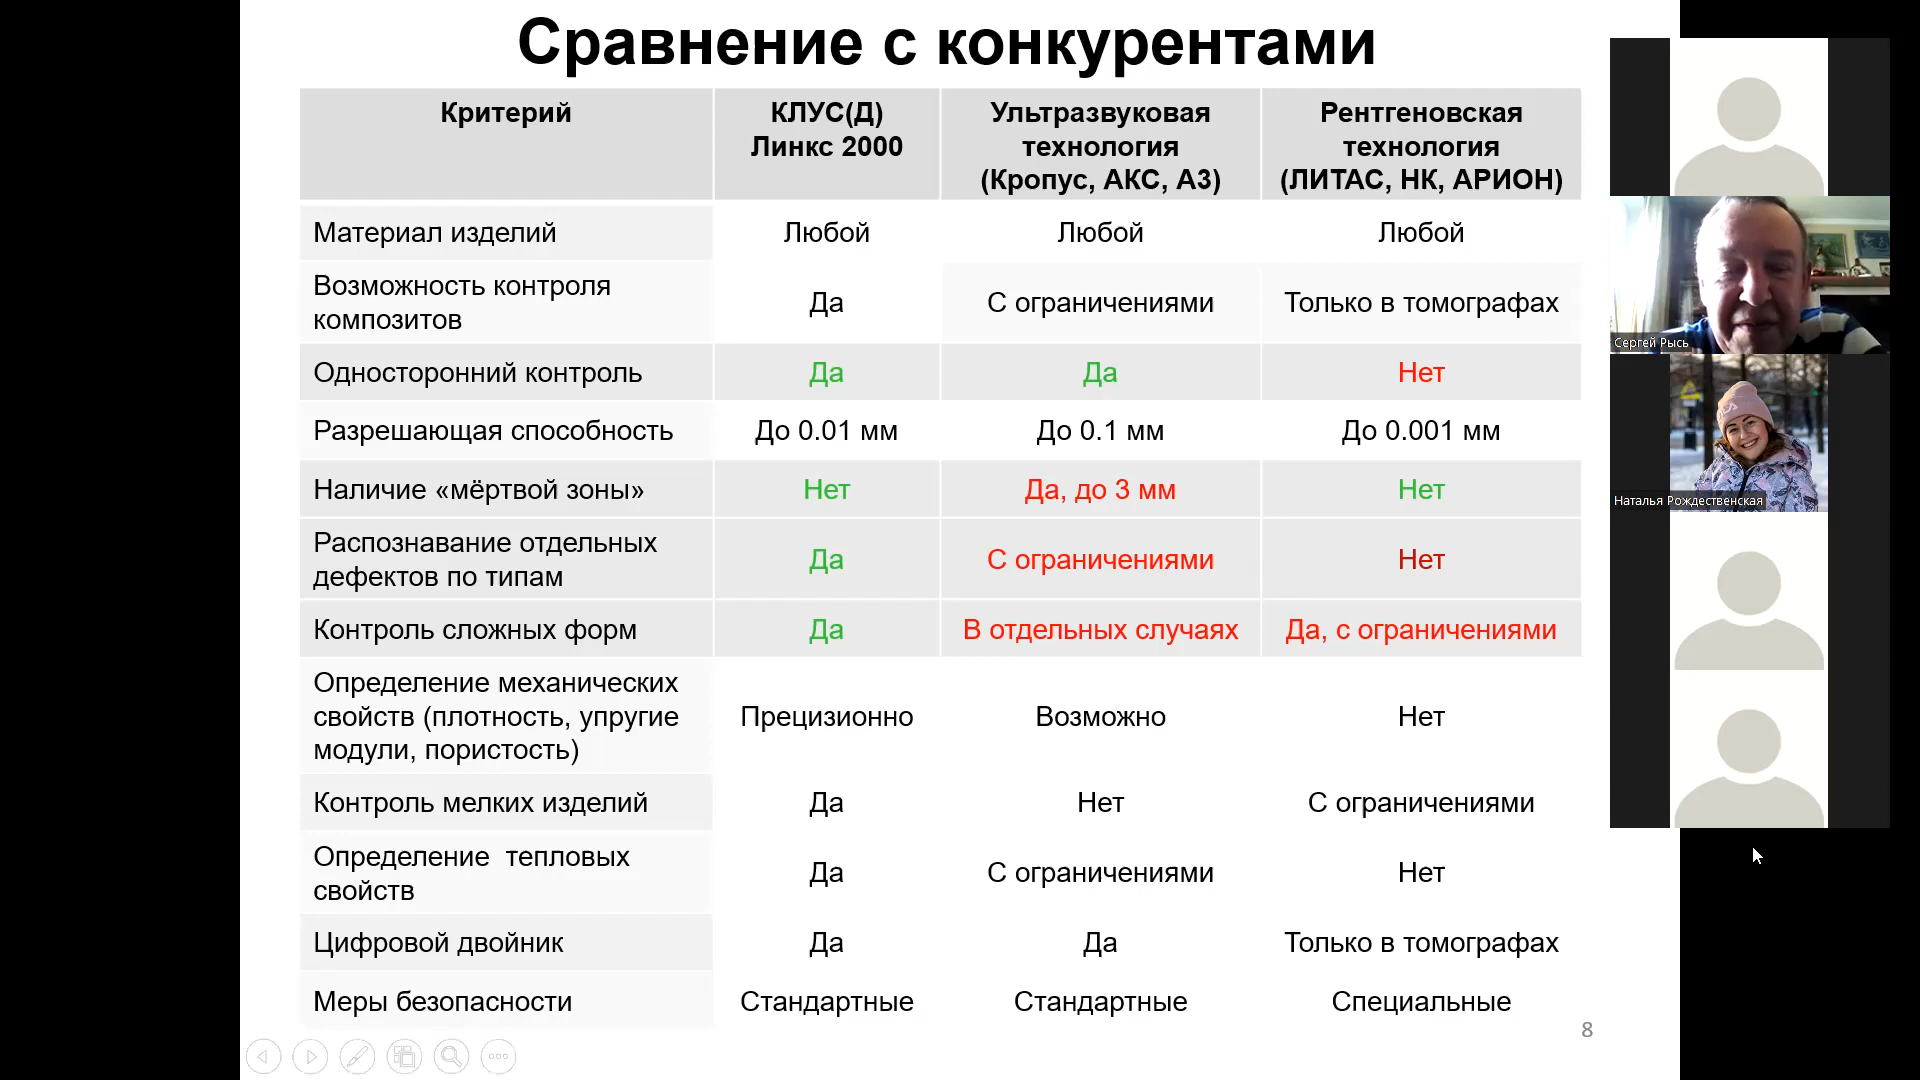 Сравнение с конкурентами
Критерий
КЛУС(Д)
Линкс 2000
Ультразвуковая
технология
(Кропус, АКС, А3)
Рентгеновская
технология
(ЛИТАС, НК, АРИОН)
Материал изделий
Любой
Любой
Любой
Возможность контроля
композитов
Да
С ограничениями
Только в томографах
Односторонний контроль
Да
Да
Нет
Разрешающая способность
До 0.01 мм
До 0.1 мм
До 0.001 мм
Наличие «мёртвой зоны»
Нет
Да, до 3 мм
Нет
Распознавание отдельных
дефектов по типам
Да
С ограничениями
Нет
Контроль сложных форм
Да
В отдельных случаях
Да, с ограничениями
Определение механических
свойств (плотность, упругие
модули, пористость)
Прецизионно
Возможно
Нет
Контроль мелких изделий
Да
Нет
С ограничениями
Определение  тепловых
свойств
Да
С ограничениями
Нет
Цифровой двойник
Да
Да
Только в томографах
Меры безопасности
Стандартные
Стандартные
Специальные
8
Сергей Рысь
Наталья Рождественская